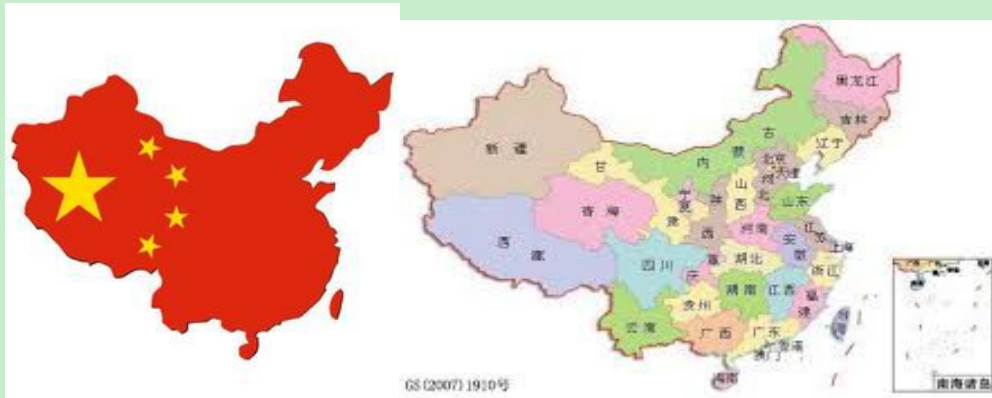 黑龙江
吉林
辽宁
内蒙古
新疆
甘肃
北京
天津
河北
山西
宁夏
陕西
青海
山东
河南
江苏
安徽
上海
西藏
四川
重庆
湖北
浙江
湖南
江西
贵州
福建
云南
广西
广东
台湾
香港
澳门
海南
南海诸岛
GS(2007)1910号